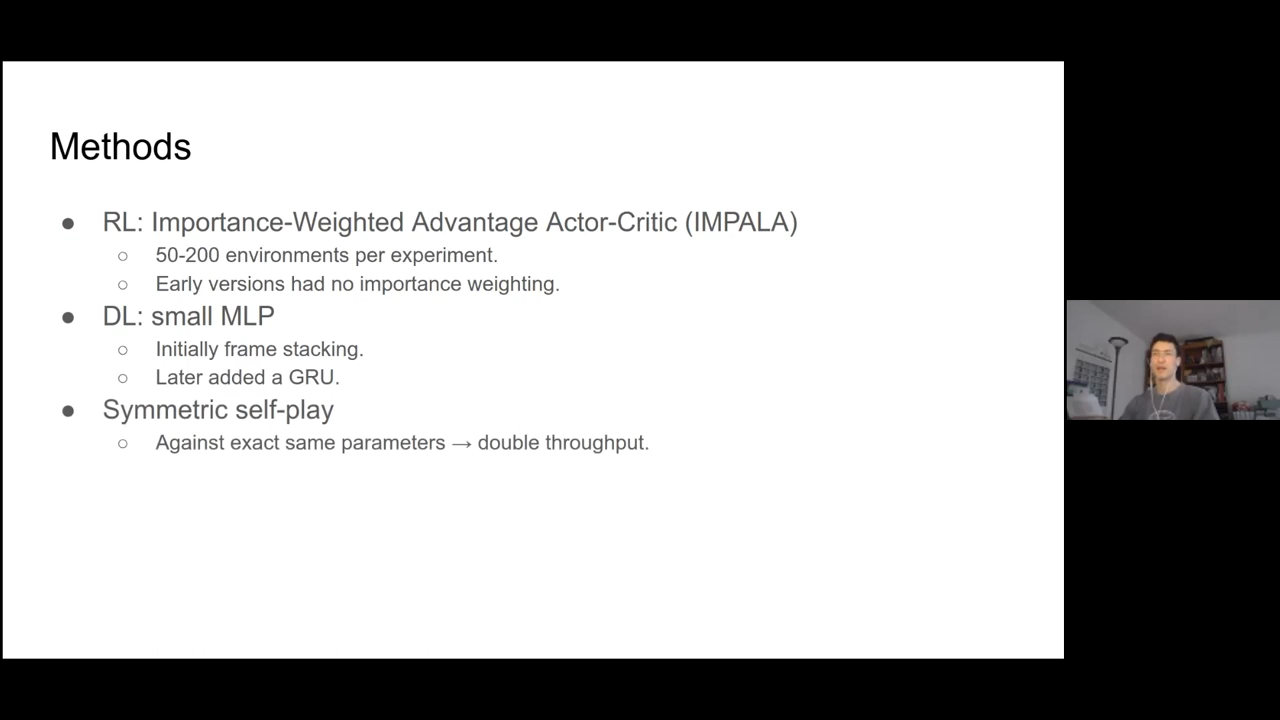 Methods
● RL: Importance-Weighted Advantage Actor-Critic (IMPALA)
○ 50-200 environments per experiment.
○ Early versions had no importance weighting.
● DL: small MLP
○ Initially frame stacking.
○ Later added a GRU.
● Symmetric self-play
○ Against exact same parameters → double throughput.